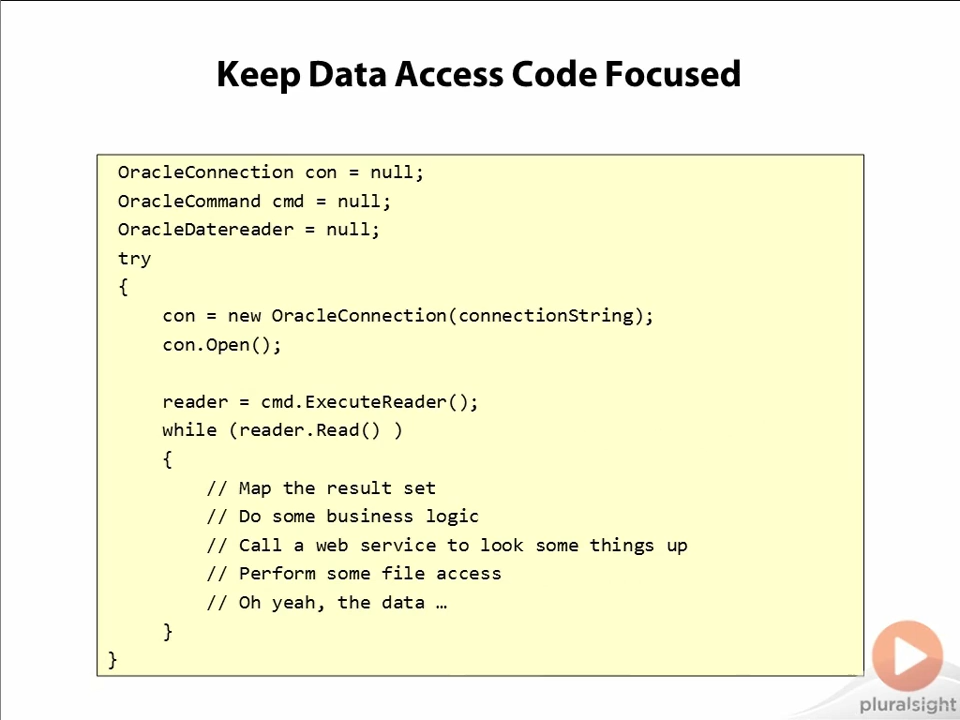 Keep Data Access Code Focused
OracleConnection con = null;
OracleCommand cmd = null;
OracleDatereader = null;
try
{
con = new OracleConnection(connectionString);
con.Open();
reader = cmd.ExecuteReader();
while (reader.Read() )
{
// Map the result set
// Do some business logic
// Call a web service to look some things up
// Perform some file access
// Oh yeah, the data …
}
}
pluralsight